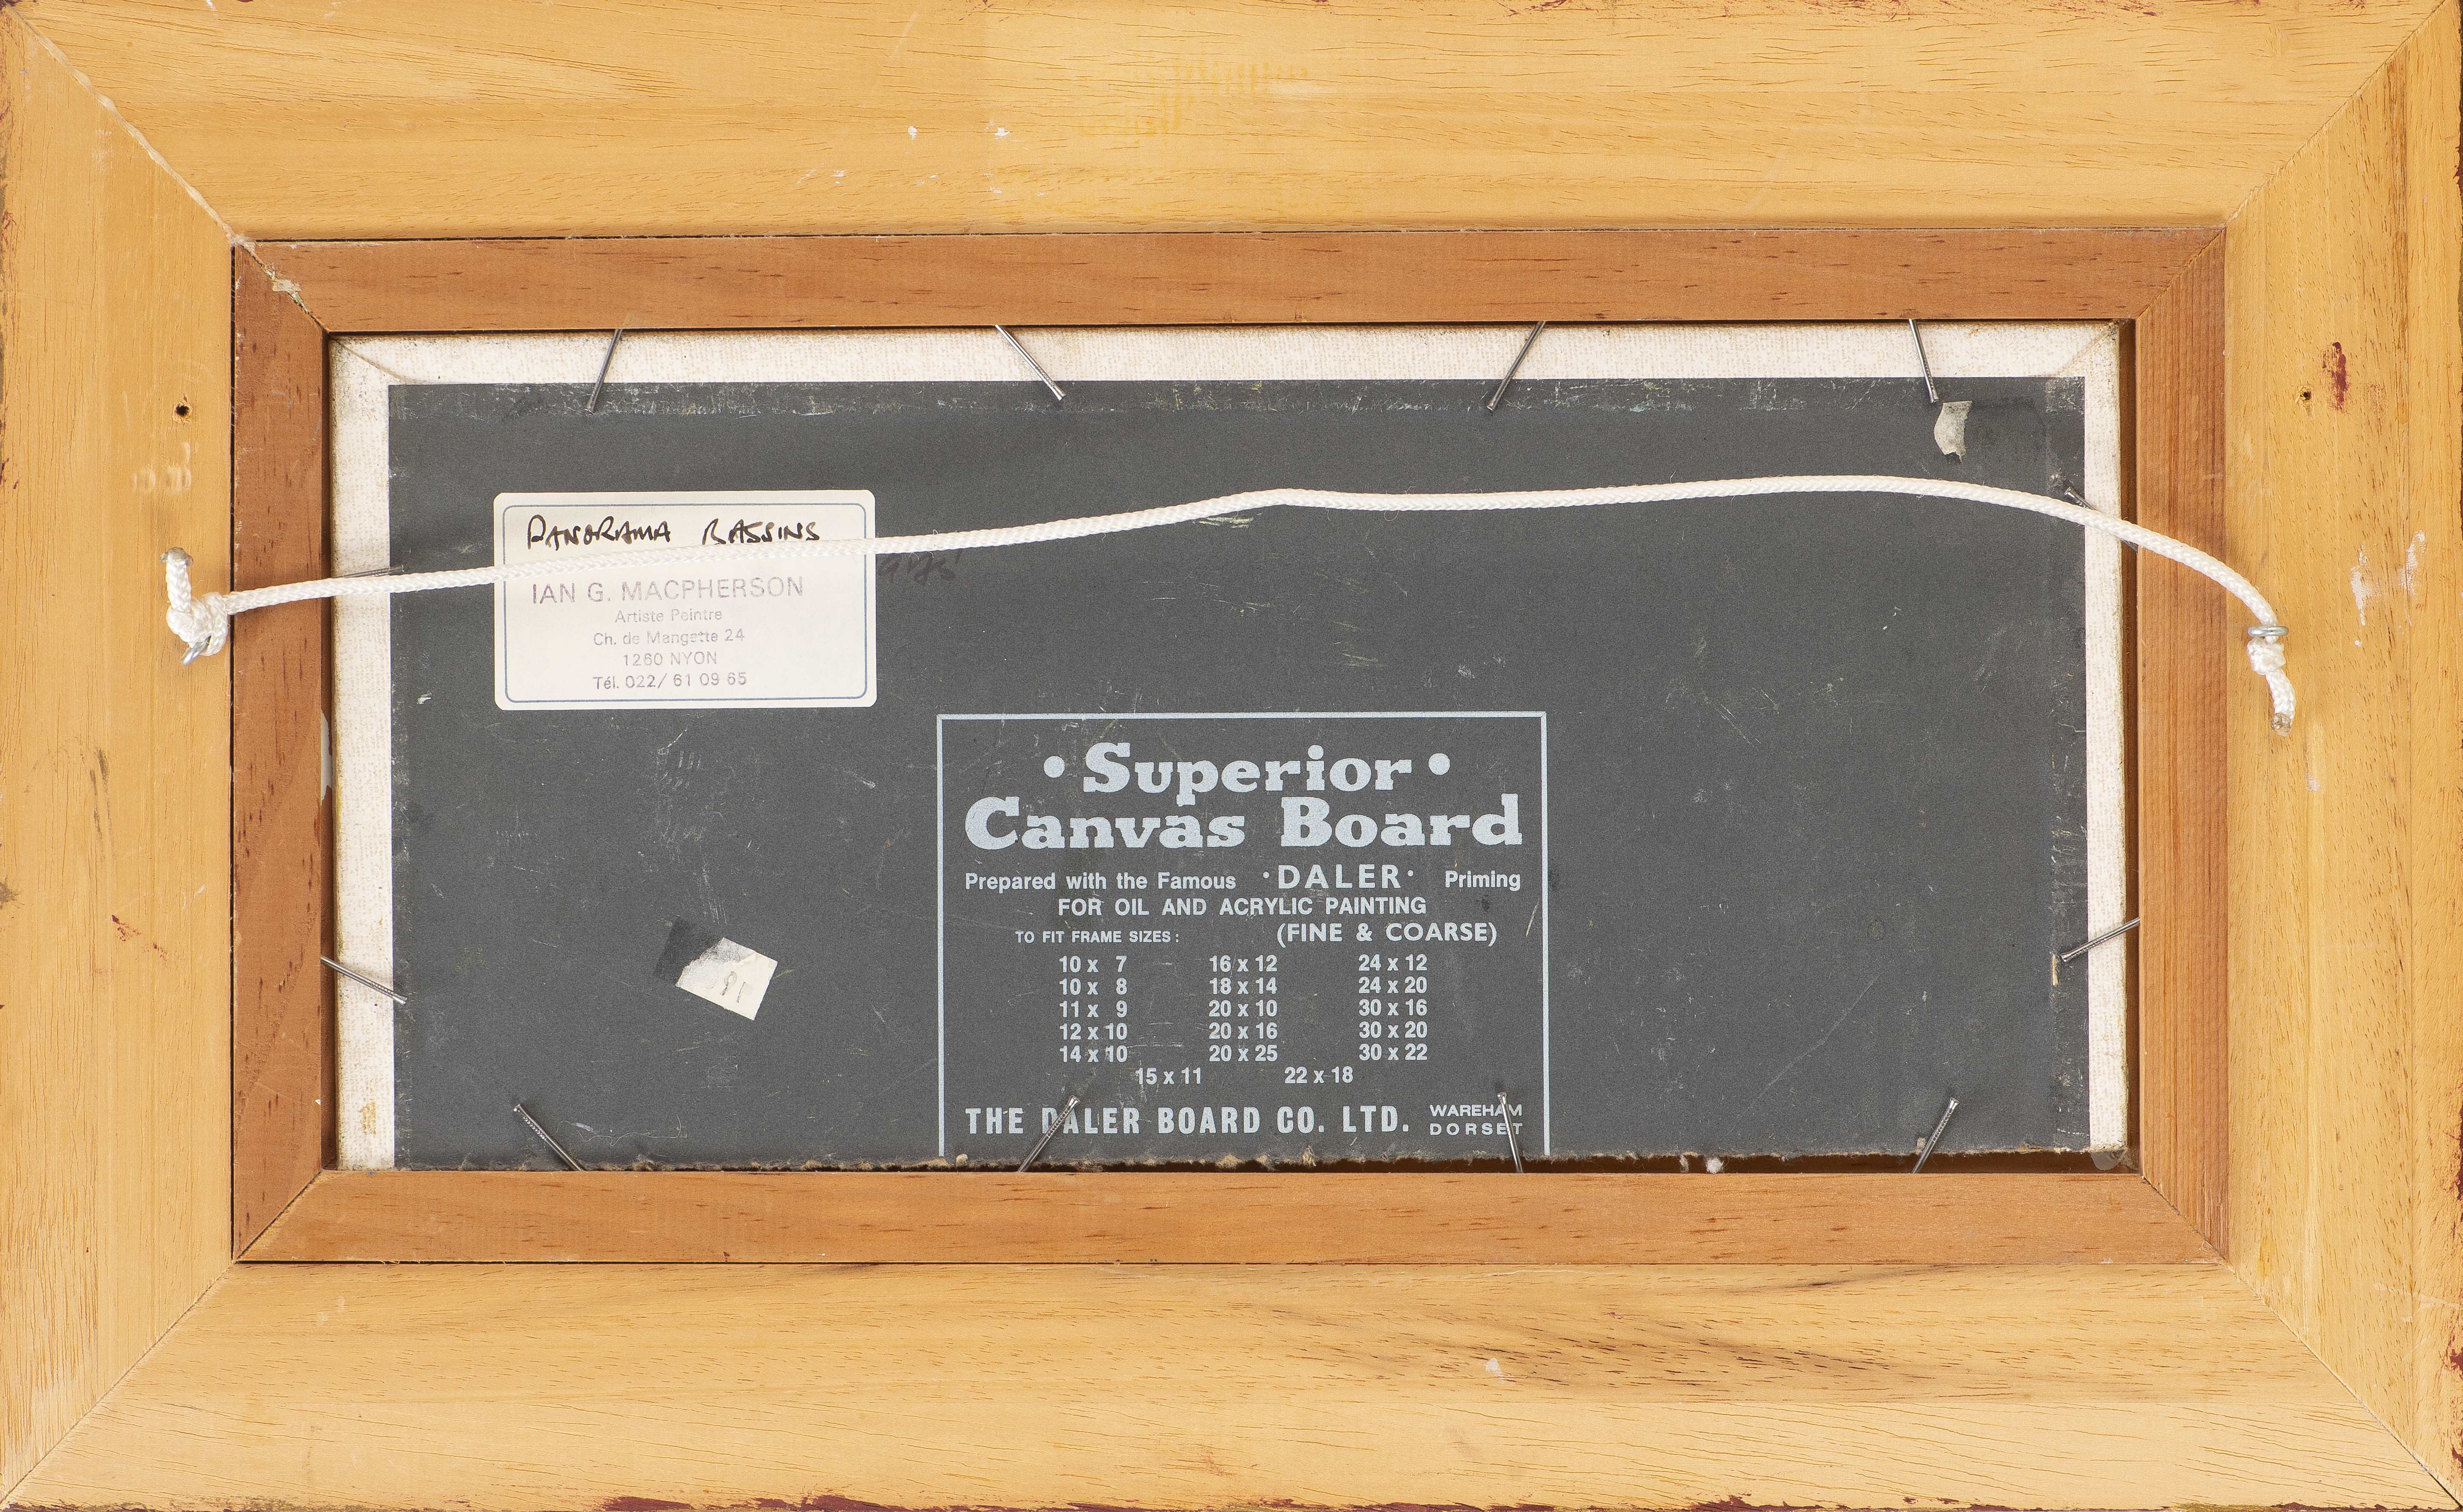 PANORAMA BASSINS
IAN G. MACPHERSON
Artiste Peintre
Ch. de Mangette 24
1260 NYON
Tél. 022/ 61 09 65
• Superior •
Canvas Board
Prepared with the Famous • DALER • Priming
FOR OIL AND ACRYLIC PAINTING
TO FIT FRAME SIZES : (FINE & COARSE)
10 x 7 16 x 12 24 x 12
10 x 8 18 x 14 24 x 20
11 x 9 20 x 10 30 x 16
12 x 10 20 x 16 30 x 20
14 x 10 20 x 25 30 x 22
15 x 11 22 x 18
THE DALER BOARD CO. LTD. WAREHAM
DORSET